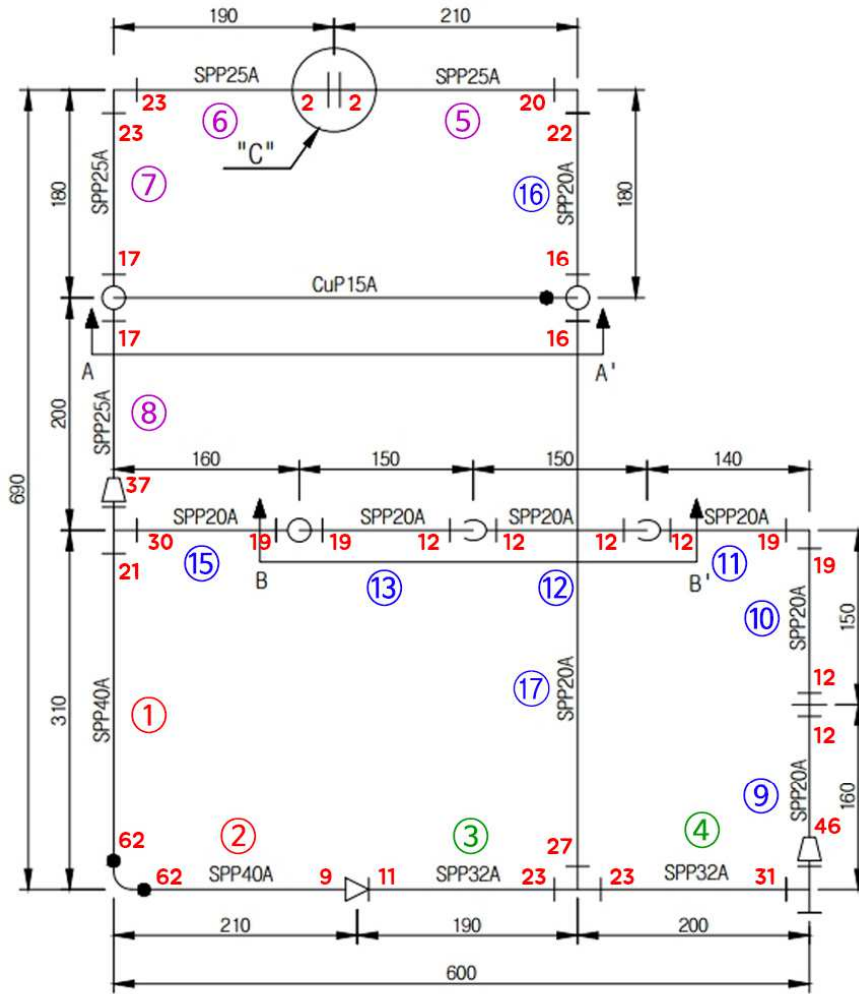 190 210
SPP25A SPP25A
23 2 2 20
⑥ ⑤
23 22
"C"
690 180 SPP25A ⑦ ⑯ SPP20A 180
17 16
CuP15A
17 16
A A'
200 SPP25A ⑧
160 150 150 140
37
SPP20A SPP20A SPP20A SPP20A
30 19 19 12 12 12 12 19
⑮ ⑬ ⑫ ⑪
21 19
B B'
⑩ SPP20A 150
310 SPP40A ① ⑰ SPP20A
12
12
⑨ SPP20A 160
② ③ ④
62 27 46
62 SPP40A 9 11 SPP32A 23 23 SPP32A 31
210 190 200
600